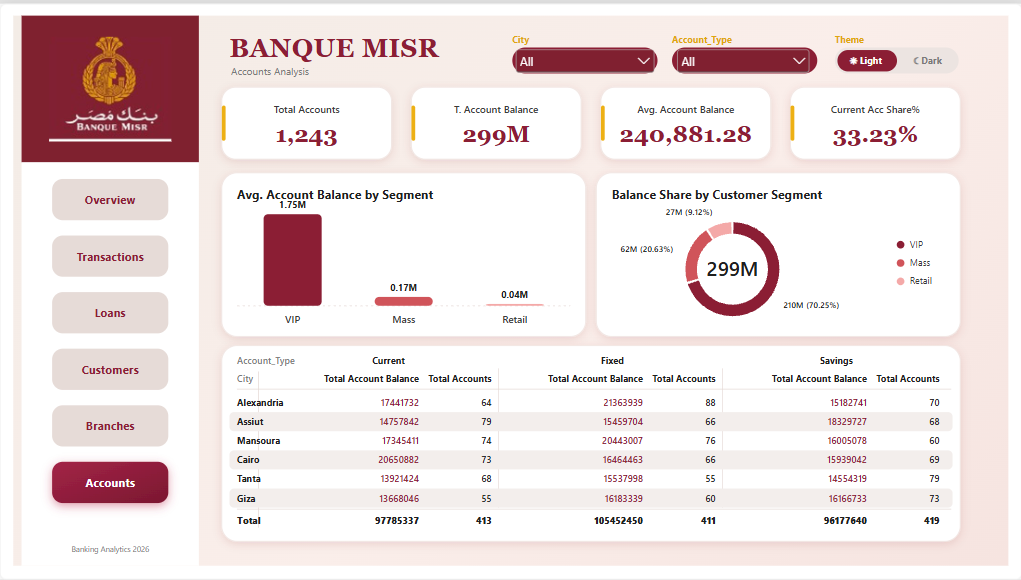 بنك مصر
BANQUE MISR
Overview
Transactions
Loans
Customers
Branches
Accounts
Banking Analytics 2026
BANQUE MISR
Accounts Analysis
City
All
Account_Type
All
Theme
Light
Dark
Total Accounts
1,243
T. Account Balance
299M
Avg. Account Balance
240,881.28
Current Acc Share%
33.23%
Avg. Account Balance by Segment
1.75M
0.17M
0.04M
VIP Mass Retail
Balance Share by Customer Segment
27M (9.12%)
62M (20.63%)
299M
210M (70.25%)
VIP
Mass
Retail
Account_Type Current Fixed Savings
City Total Account Balance Total Accounts Total Account Balance Total Accounts Total Account Balance Total Accounts
Alexandria 17441732 64 21363939 88 15182741 70
Assiut 14757842 79 15459704 66 18329727 68
Mansoura 17345411 74 20443007 76 16005078 60
Cairo 20650882 73 16464463 66 15939042 69
Tanta 13921424 68 15537998 55 14554319 79
Giza 13668046 55 16183339 60 16166733 73
Total 97785337 413 105452450 411 96177640 419